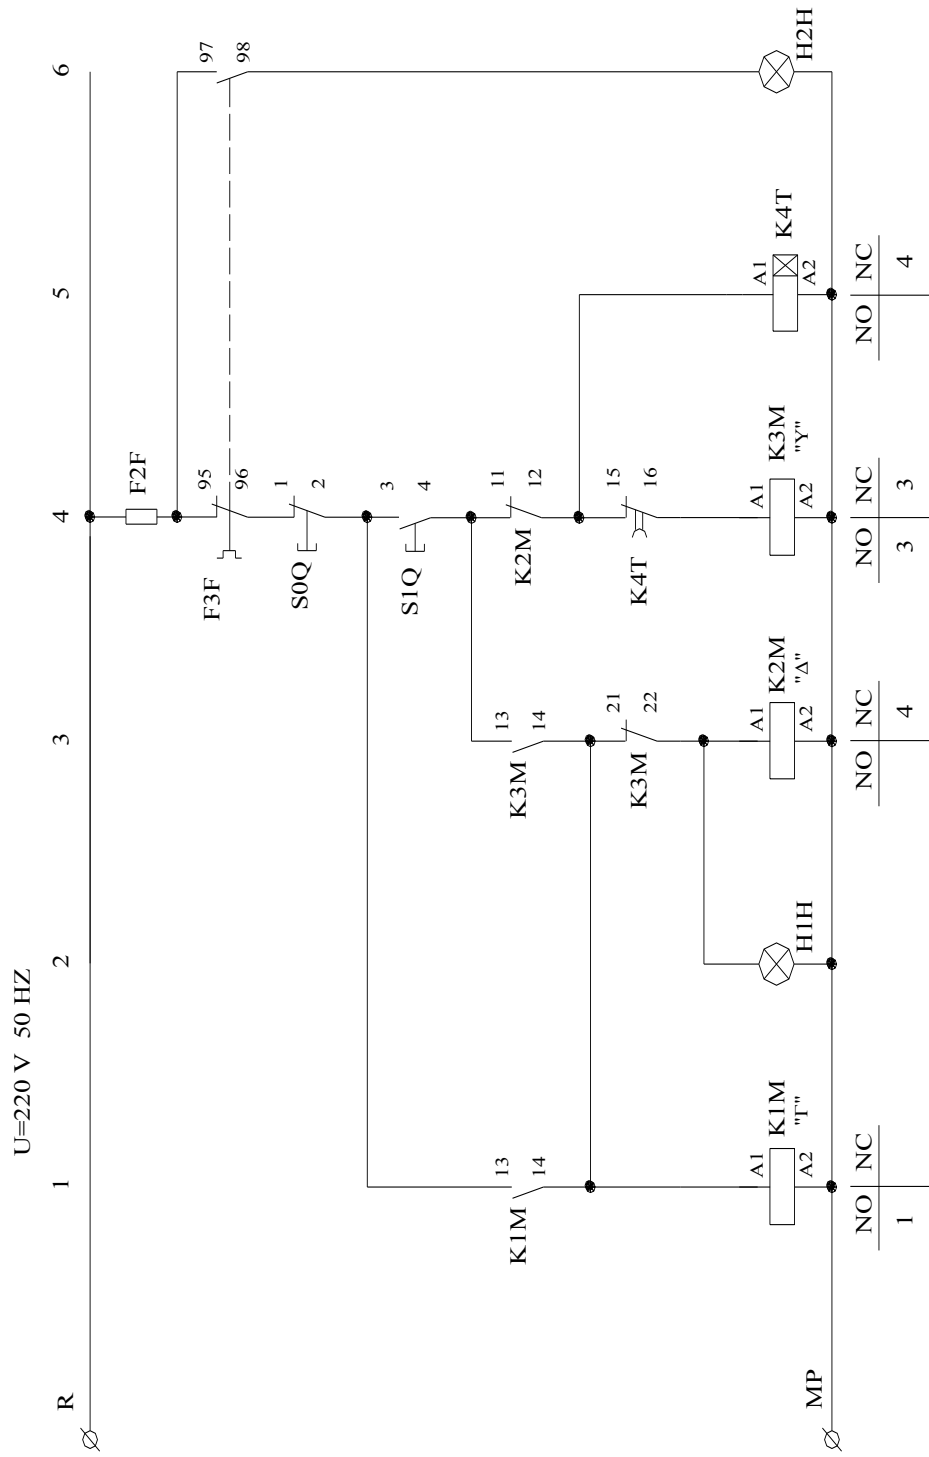 U=220 V 50 HZ
R 1 2 3 4 5 6
F2F
95 97
F3F
96 98
1
S0Q
2
3
S1Q
4
13 13 11
K1M K3M K2M
14 14 12
21 15
K3M K4T
22 16
A1 A1 A1 A1
K1M K2M K3M K4T
"Γ" "Δ" "Y"
A2 A2 A2 A2
H1H H2H
MP
NO NC NO NC NO NC NO NC
1 4 3 3 4